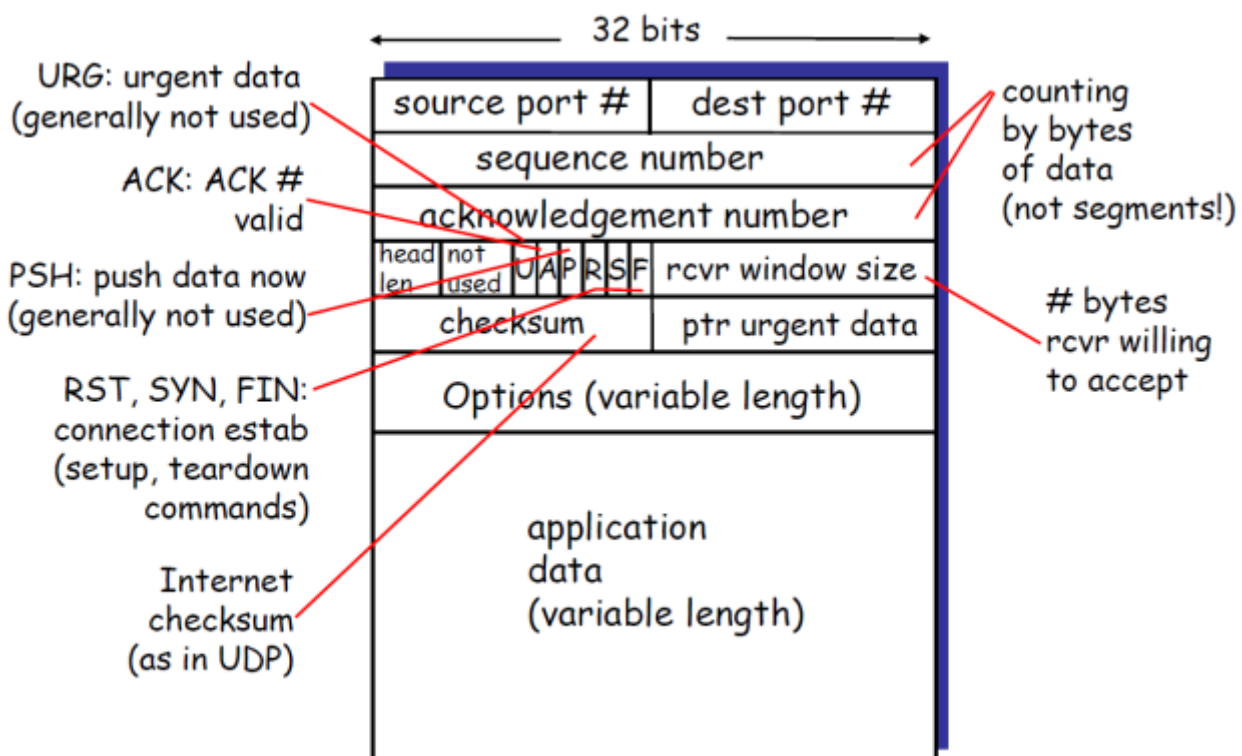 32 bits
URG: urgent data
(generally not used)
ACK: ACK #
valid
PSH: push data now
(generally not used)
RST, SYN, FIN:
connection estab
(setup, teardown
commands)
Internet
checksum
(as in UDP)
source port #
dest port #
sequence number
acknowledgement number
head
len
not
used
U A P R S F
rcvr window size
checksum
ptr urgent data
Options (variable length)
application
data
(variable length)
counting
by bytes
of data
(not segments!)
# bytes
rcvr willing
to accept